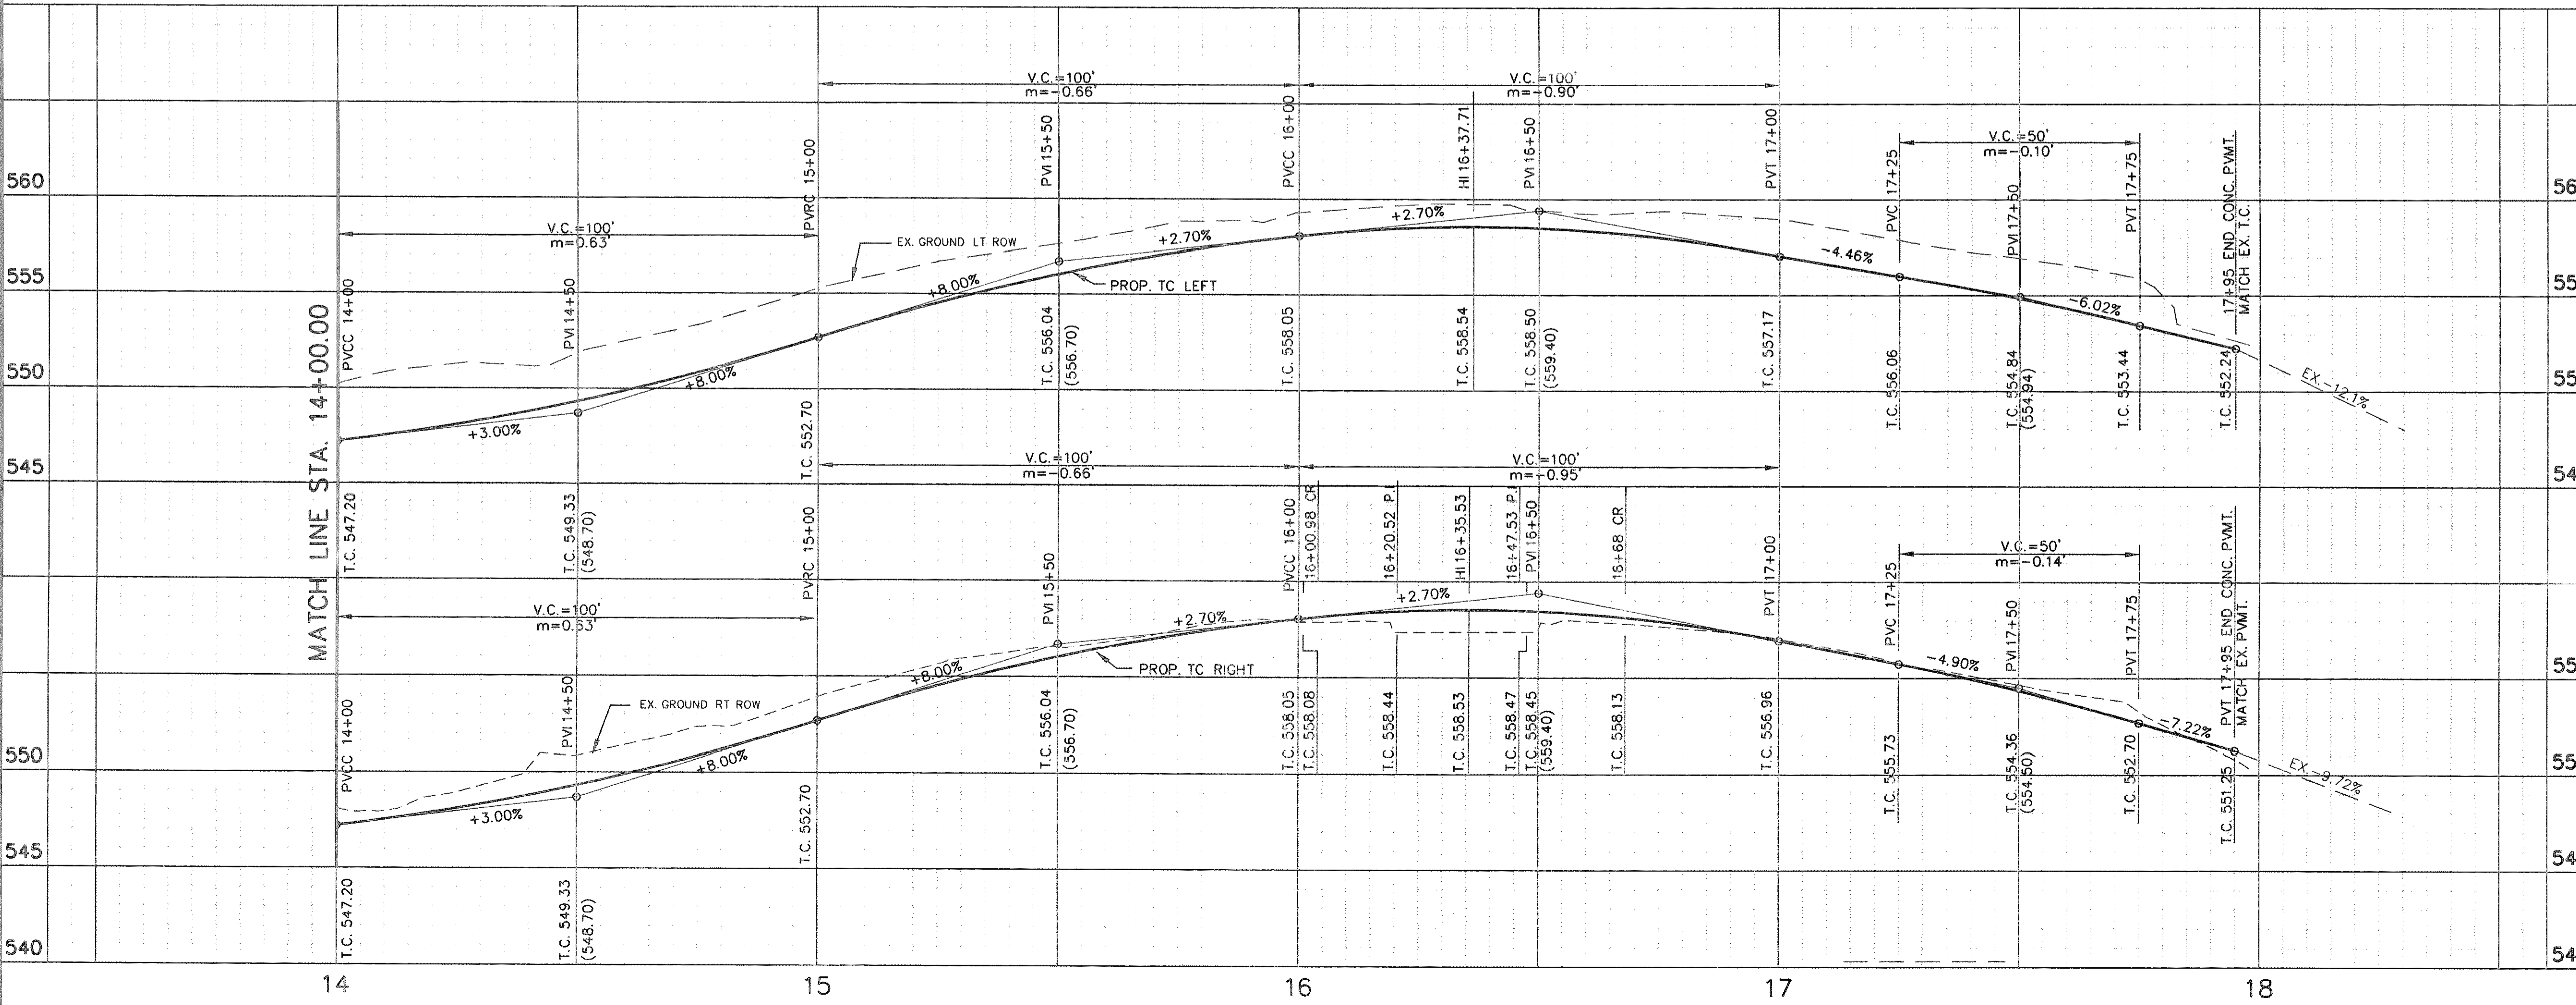 V.C.=100'
m=-0.66'
V.C.=100'
m=-0.90'
V.C.=50'
m=-0.10'
V.C.=100'
m=0.63'
PVCC 14+00
PVI 14+50
PVRC 15+00
PVI 15+50
PVCC 16+00
HI 16+37.71
PVI 16+50
PVT 17+00
PVC 17+25
PVI 17+50
PVT 17+75
17+95 END CONC. PVMT.
MATCH EX. T.C.
560
555
550
545
MATCH LINE STA. 14+00.00
EX. GROUND LT ROW
PROP. TC LEFT
+3.00%
+8.00%
+8.00%
+2.70%
+2.70%
-4.46%
-6.02%
EX.-12.1%
T.C. 547.20
T.C. 549.33
(548.70)
T.C. 552.70
T.C. 556.04
(556.70)
T.C. 558.05
T.C. 558.54
T.C. 558.50
(559.40)
T.C. 557.17
T.C. 556.06
T.C. 554.84
(554.94)
T.C. 553.44
T.C. 552.24
V.C.=100'
m=-0.66'
V.C.=100'
m=-0.95'
V.C.=50'
m=-0.14'
V.C.=100'
m=0.63'
PVCC 14+00
PVI 14+50
PVRC 15+00
PVI 15+50
PVCC 16+00
16+00.98 CR
16+20.52 P.I
HI 16+35.53
16+47.53 P.I
PVI 16+50
16+68 CR
PVT 17+00
PVC 17+25
PVI 17+50
PVT 17+75
PVT 17+95 END CONC. PVMT.
MATCH EX. PVMT.
EX. GROUND RT ROW
PROP. TC RIGHT
+3.00%
+8.00%
+8.00%
+2.70%
+2.70%
-4.90%
-7.22%
EX.-9.72%
550
545
540
T.C. 547.20
T.C. 549.33
(548.70)
T.C. 552.70
T.C. 556.04
(556.70)
T.C. 558.05
T.C. 558.08
T.C. 558.44
T.C. 558.53
T.C. 558.47
T.C. 558.45
(559.40)
T.C. 558.13
T.C. 556.96
T.C. 555.73
T.C. 554.36
(554.50)
T.C. 552.70
T.C. 551.25
56
55
55
54
55
55
54
54
14
15
16
17
18